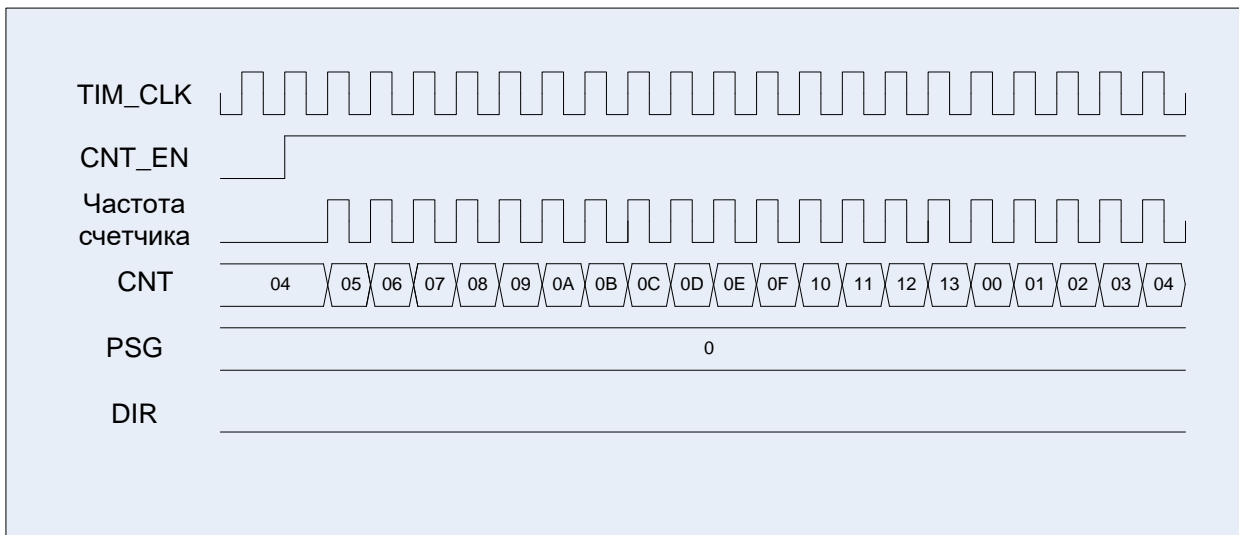 TIM_CLK
CNT_EN
Частота
счетчика
CNT 04 05 06 07 08 09 0A 0B 0C 0D 0E 0F 10 11 12 13 00 01 02 03 04
PSG 0
DIR